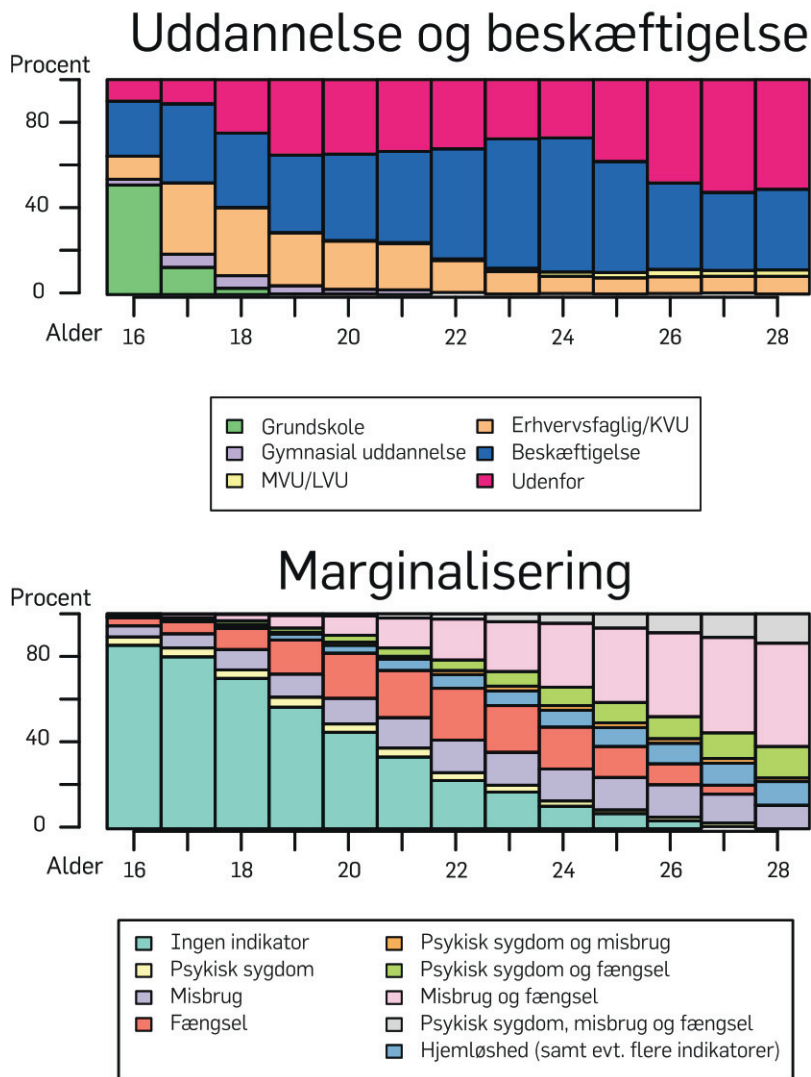 Uddannelse og beskæftigelse
Procent
80
40
0
Alder 16 18 20 22 24 26 28
Grundskole
Gymnasial uddannelse
MVU/LVU
Erhvervsfaglig/KVU
Beskæftigelse
Udenfor
Marginalisering
Procent
80
40
0
Alder 16 18 20 22 24 26 28
Ingen indikator
Psykisk sygdom
Misbrug
Fængsel
Psykisk sygdom og misbrug
Psykisk sygdom og fængsel
Misbrug og fængsel
Psykisk sygdom, misbrug og fængsel
Hjemløshed (samt evt. flere indikatorer)